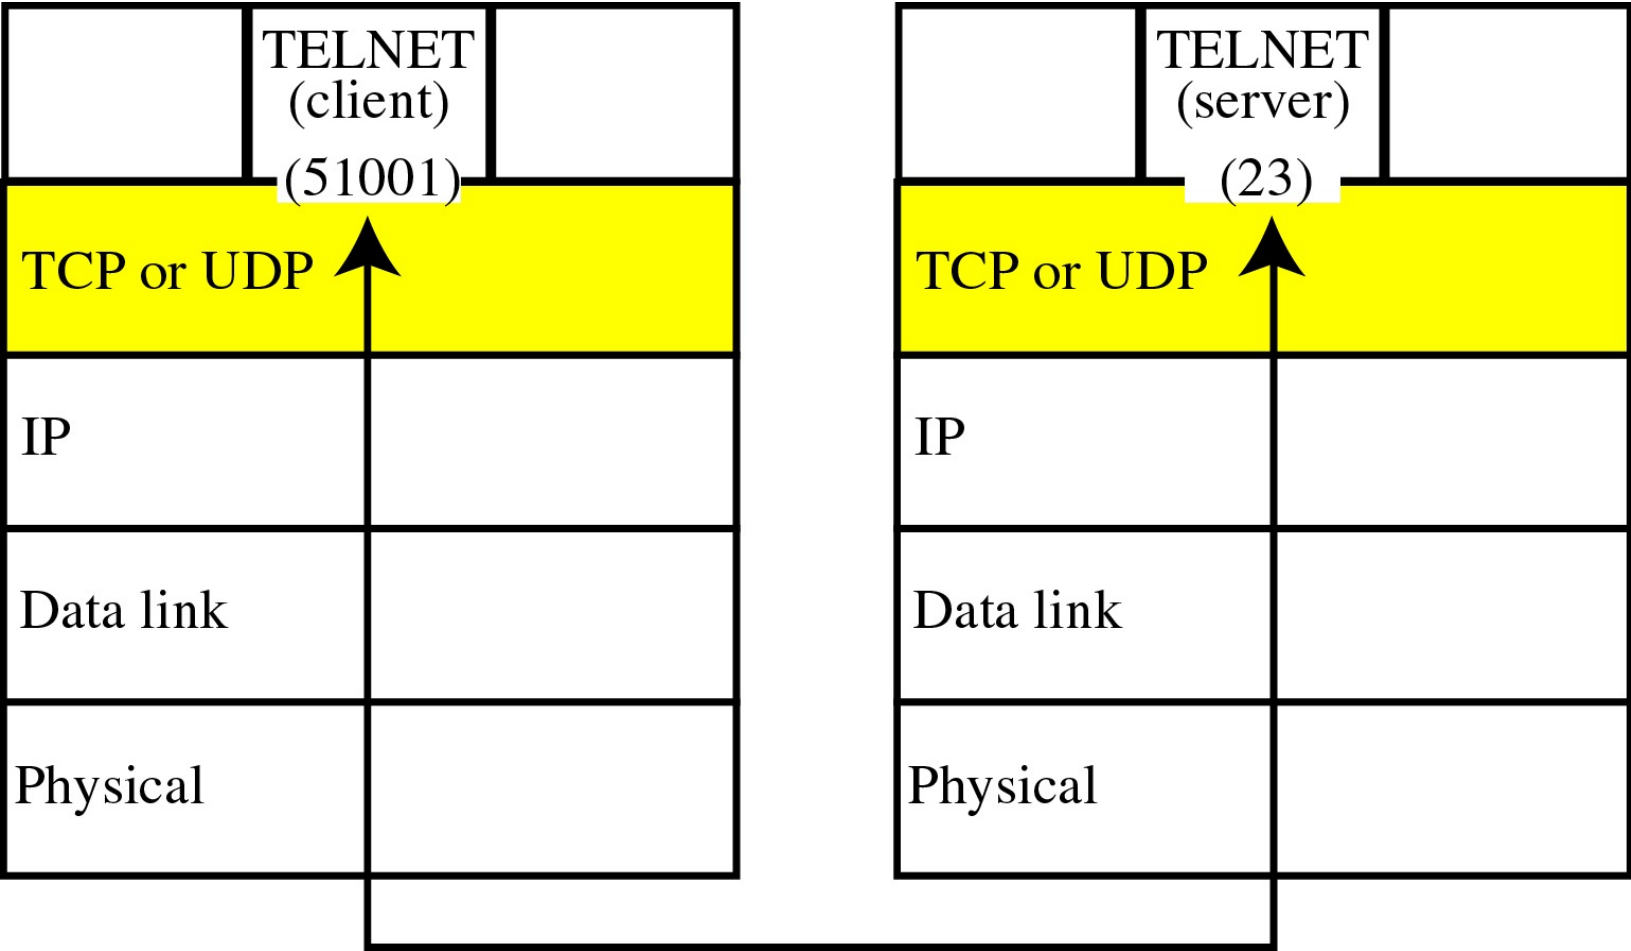 TELNET
(client)
(51001)
TCP or UDP
IP
Data link
Physical
TELNET
(server)
(23)
TCP or UDP
IP
Data link
Physical